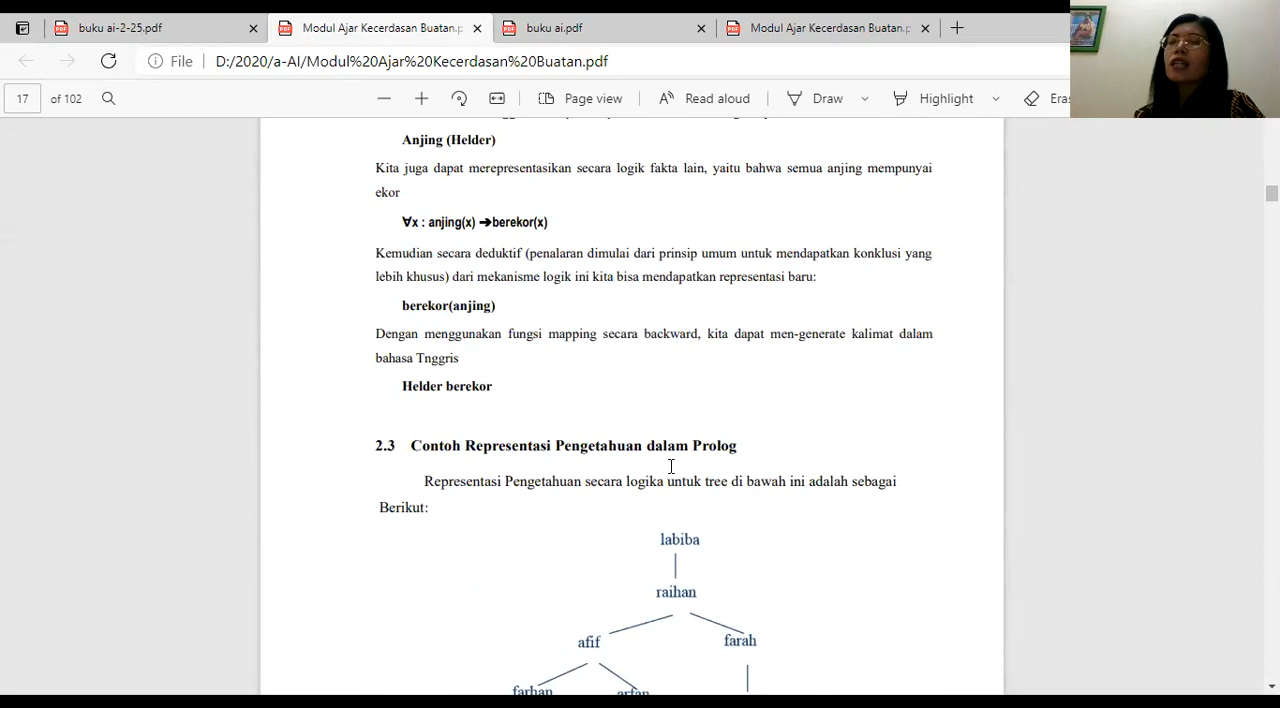 buku ai-2-25.pdf
Modul Ajar Kecerdasan Buatan.p
buku ai.pdf
Modul Ajar Kecerdasan Buatan.p
File D:/2020/a-AI/Modul%20Ajar%20Kecerdasan%20Buatan.pdf
17 of 102 Page view Read aloud Draw Highlight Eras
Anjing (Helder)
Kita juga dapat merepresentasikan secara logik fakta lain, yaitu bahwa semua anjing mempunyai
ekor
∀x : anjing(x) ➔berekor(x)
Kemudian secara deduktif (penalaran dimulai dari prinsip umum untuk mendapatkan konklusi yang
lebih khusus) dari mekanisme logik ini kita bisa mendapatkan representasi baru:
berekor(anjing)
Dengan menggunakan fungsi mapping secara backward, kita dapat men-generate kalimat dalam
bahasa Tnggris
Helder berekor
2.3 Contoh Representasi Pengetahuan dalam Prolog
Representasi Pengetahuan secara logika untuk tree di bawah ini adalah sebagai
Berikut:
labiba
raihan
afif farah
farhan